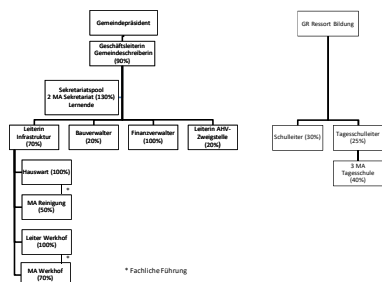 Gemeindepräsident
GR Ressort Bildung
Geschäftsleiterin
Gemeindeschreiberin
(90%)
Sekretariatspool
2 MA Sekretariat (130%)
Lernende
Leiterin
Infrastruktur
(70%)
Bauverwalter
(20%)
Finanzverwalter
(100%)
Leiterin AHV-
Zweigstelle
(20%)
Schulleiter (30%)
Tagesschulleiter
(25%)
Hauswart (100%)
3 MA
Tagesschule
(40%)
*
MA Reinigung
(50%)
Leiter Werkhof
(100%)
*
MA Werkhof
(70%)
* Fachliche Führung